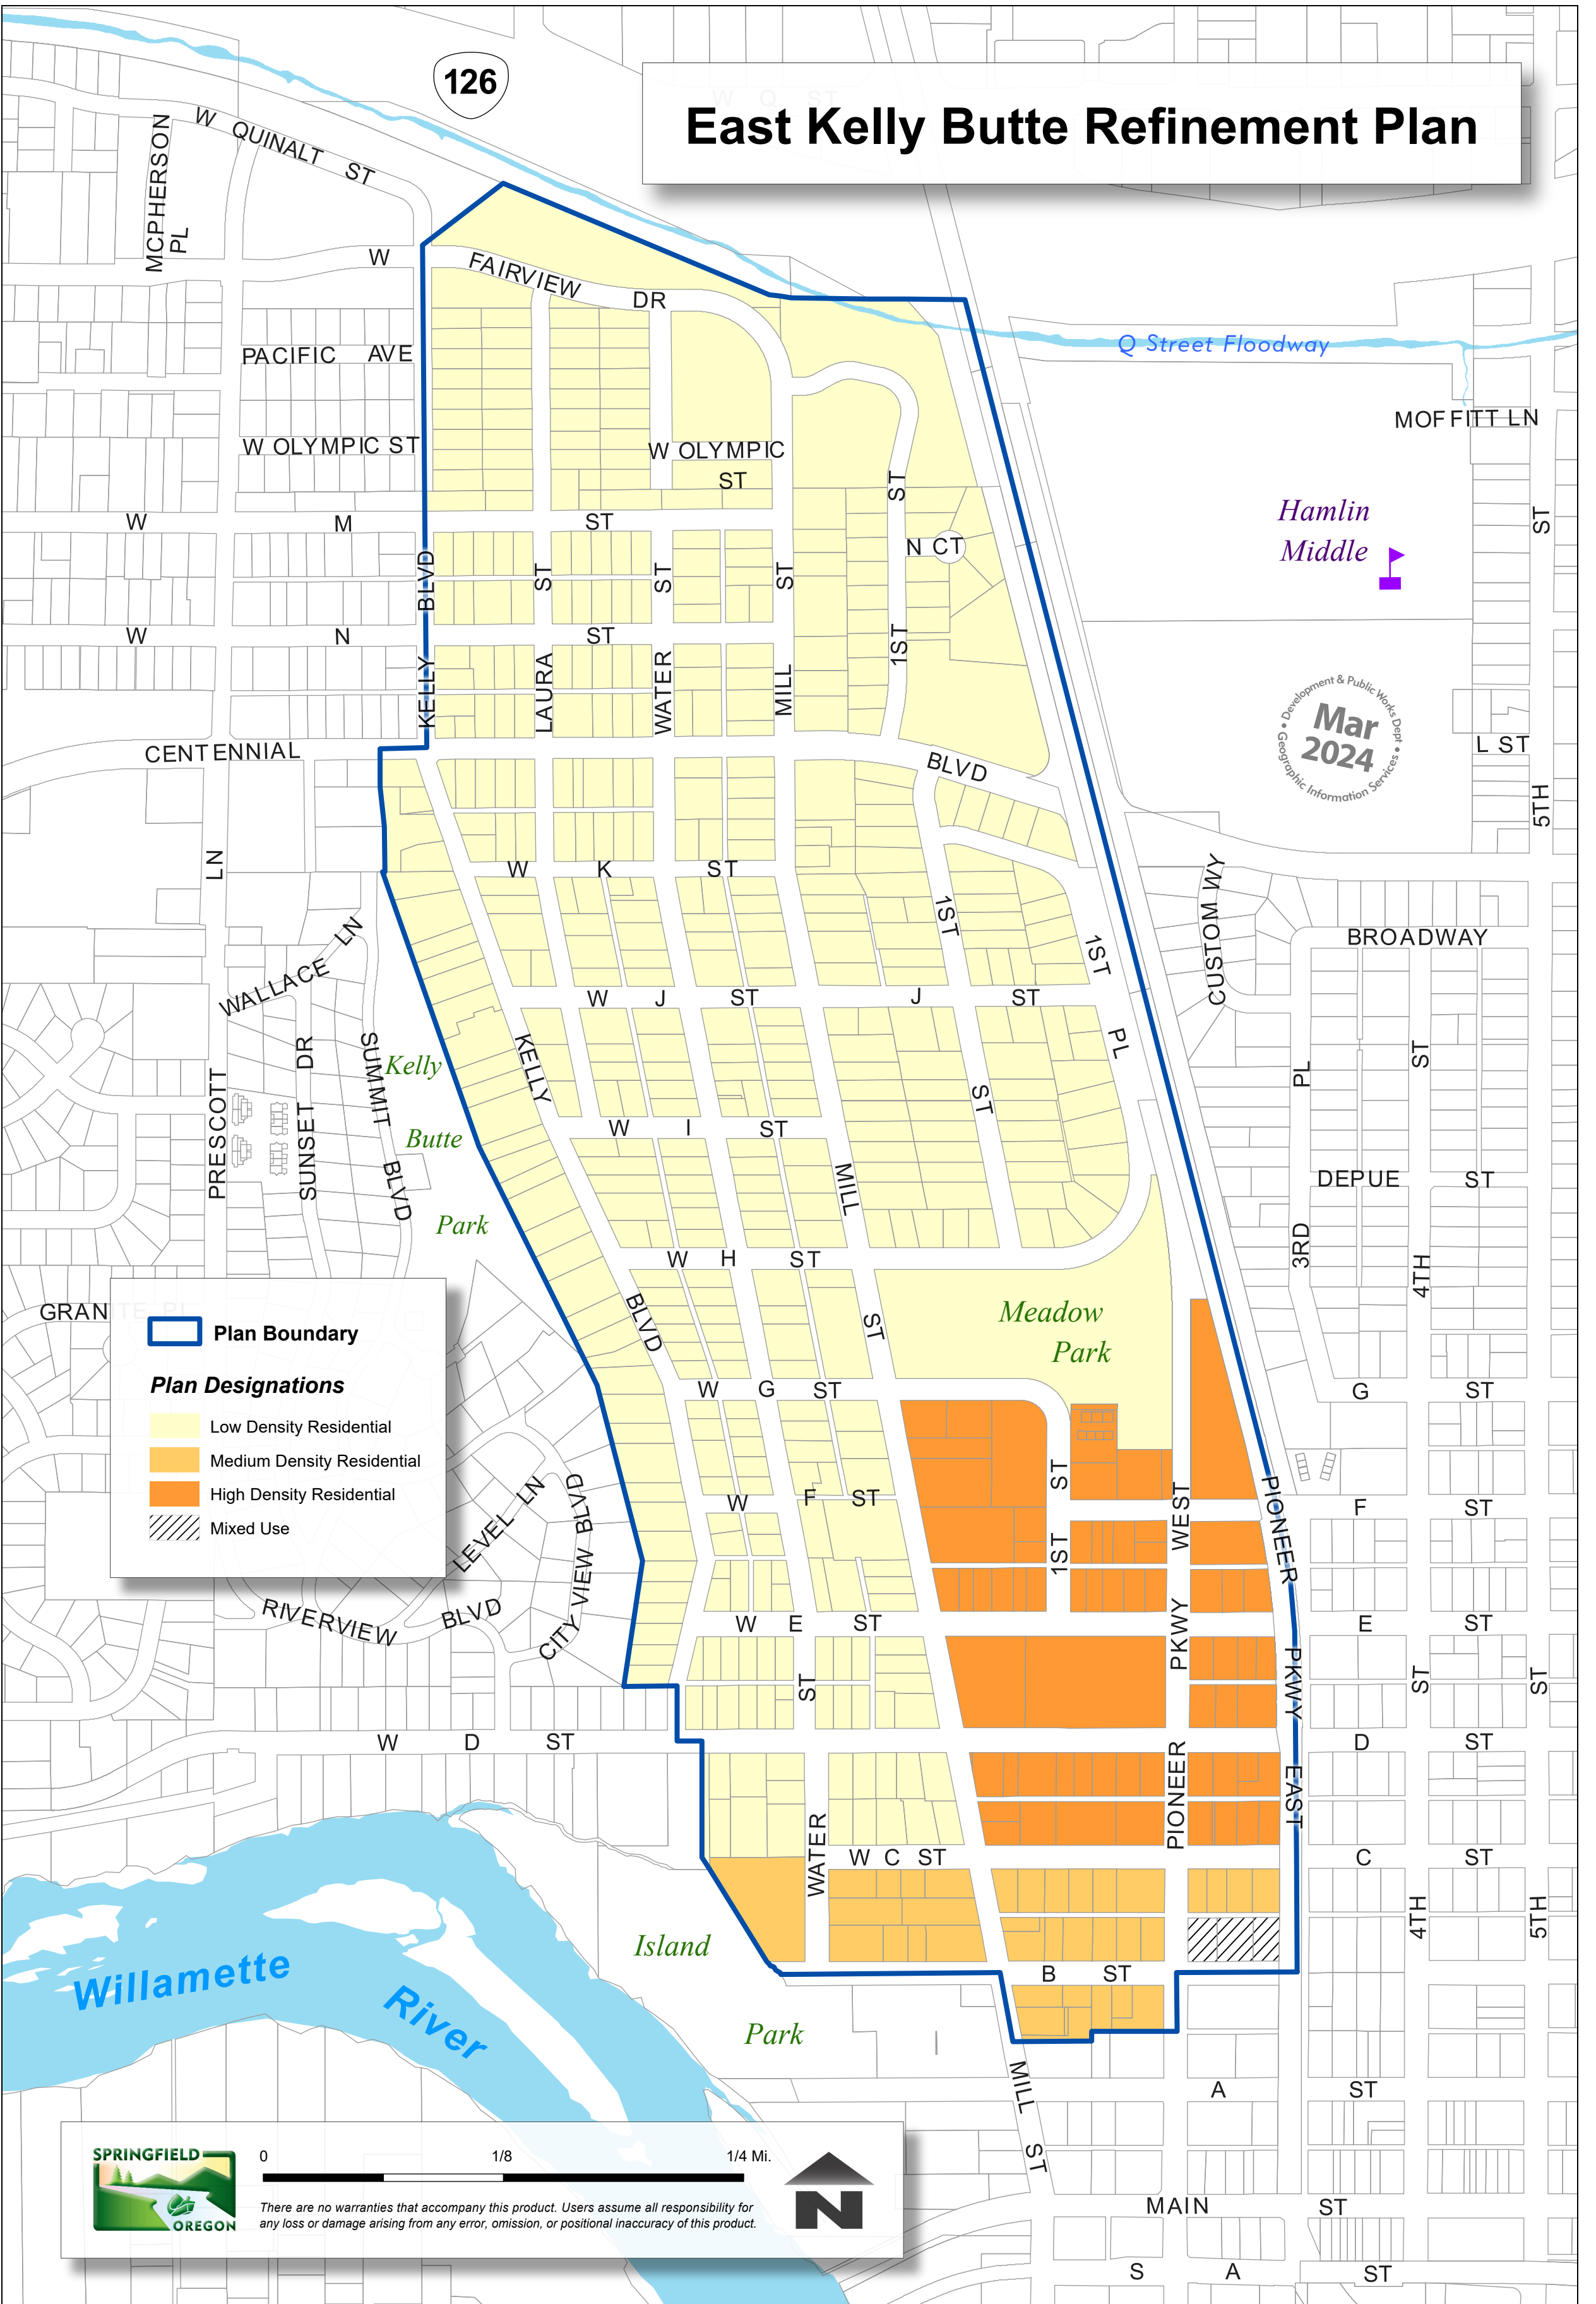 126
W Q ST
East Kelly Butte Refinement Plan
W QUINALT ST
MCPHERSON
PL
W FAIRVIEW DR
Q Street Floodway
PACIFIC AVE
MOFFITT LN
W OLYMPIC ST
W OLYMPIC
ST
ST
Hamlin
Middle
ST
W M ST
N CT
BLVD
ST
ST
ST
W N ST
1ST
KELLY
LAURA
WATER
MILL
Development & Public Works Dept
Mar
2024
Geographic Information Services
L ST
CENTENNIAL BLVD
5TH
LN
W K ST
CUSTOM WY
1ST
1ST
BROADWAY
WALLACE LN
W J ST
J ST
PL
KELLY
ST
PL
ST
SUMMIT
DR
Kelly
PRESCOTT
SUNSET
W I ST
Butte
BLVD
MILL
DEPUE ST
Park
3RD
4TH
W H ST
GRANITE PL
BLVD
ST
Meadow
Park
Plan Boundary
Plan Designations
Low Density Residential
Medium Density Residential
High Density Residential
Mixed Use
W G ST
G ST
ST
WEST
PIONEER
W F ST
F ST
LEVEL LN
CITY VIEW BLVD
1ST
RIVERVIEW BLVD
W E ST
E ST
PKWY
PKWY
ST
ST
ST
W D ST
D ST
PIONEER
EAST
WATER
W C ST
C ST
4TH
5TH
Island
Park
Willamette
River
B ST
MILL
ST
A ST
MAIN ST
S A ST
SPRINGFIELD
OREGON
0 1/8 1/4 Mi.
There are no warranties that accompany this product. Users assume all responsibility for
any loss or damage arising from any error, omission, or positional inaccuracy of this product.
N